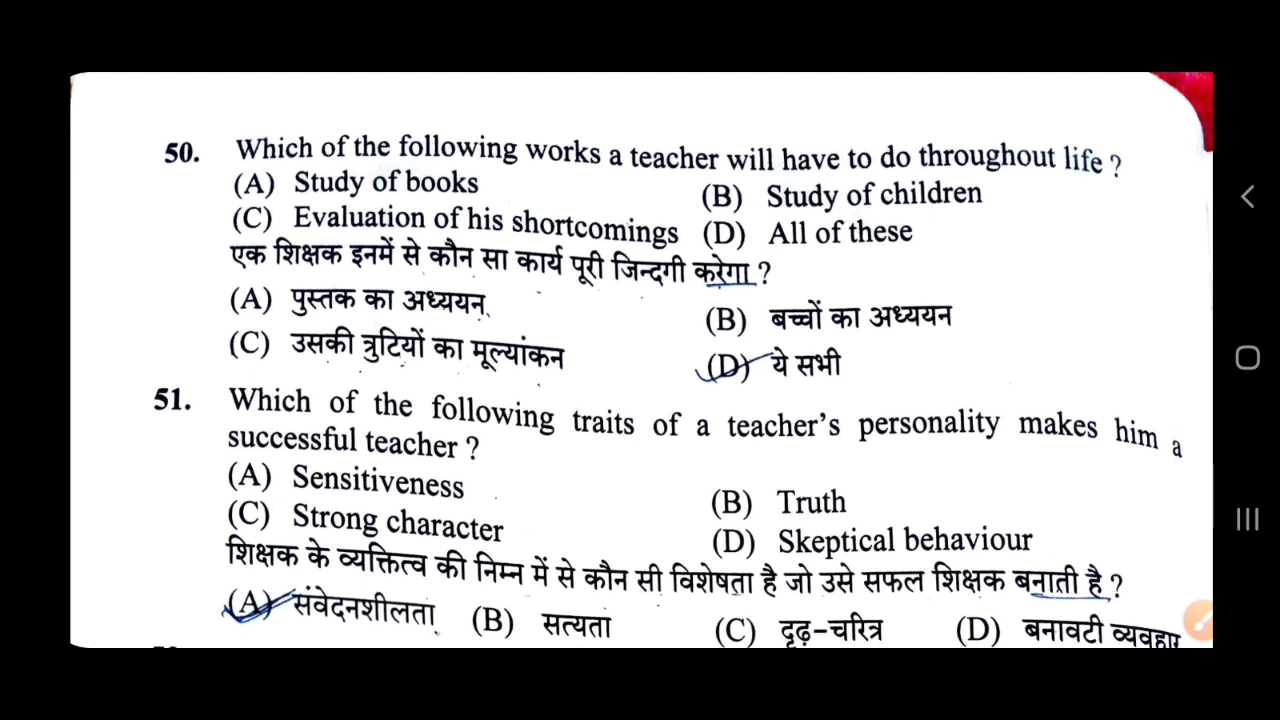 50. Which of the following works a teacher will have to do throughout life ?
(A) Study of books (B) Study of children
(C) Evaluation of his shortcomings (D) All of these
एक शिक्षक इनमें से कौन सा कार्य पूरी जिन्दगी करेगा ?
(A) पुस्तक का अध्ययन (B) बच्चों का अध्ययन
(C) उसकी त्रुटियों का मूल्यांकन (D) ये सभी
51. Which of the following traits of a teacher's personality makes him a
successful teacher ?
(A) Sensitiveness (B) Truth
(C) Strong character (D) Skeptical behaviour
शिक्षक के व्यक्तित्व की निम्न में से कौन सी विशेषता है जो उसे सफल शिक्षक बनाती है ?
(A) संवेदनशीलता (B) सत्यता (C) दृढ़-चरित्र (D) बनावटी व्यवहार